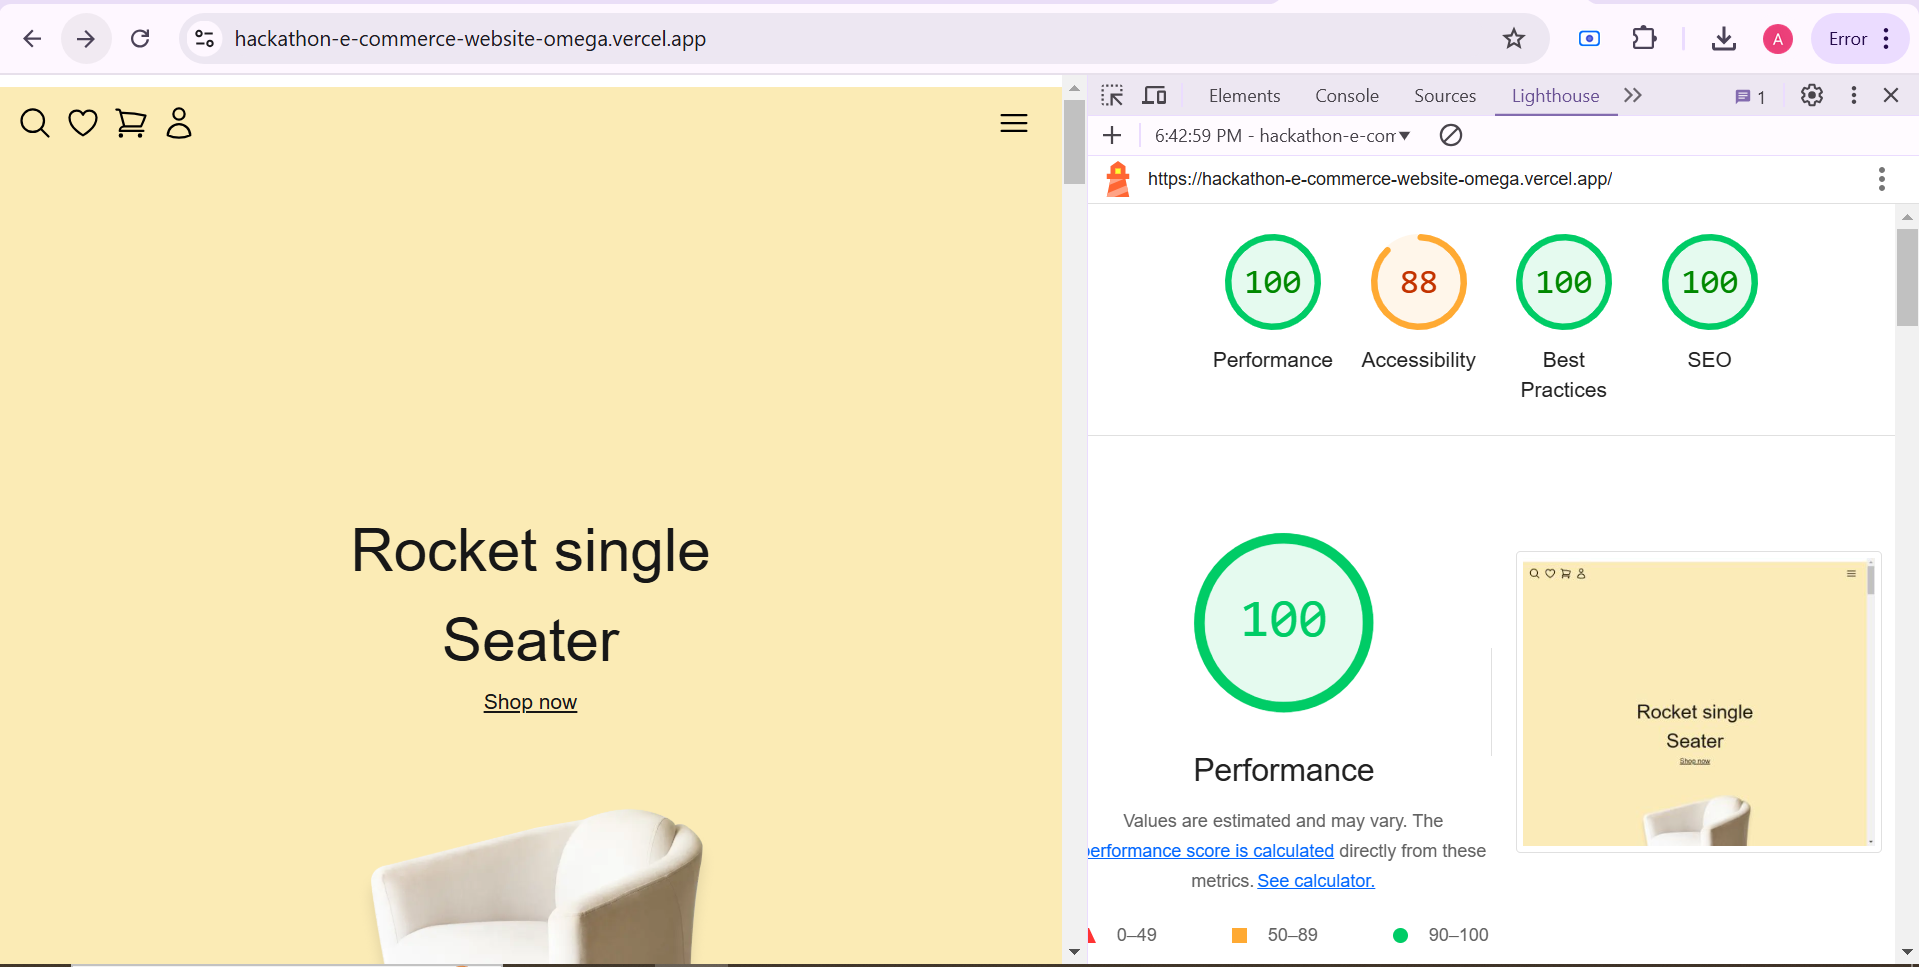 hackathon-e-commerce-website-omega.vercel.app
A
Error
Elements
Console
Sources
Lighthouse
1
6:42:59 PM - hackathon-e-com
https://hackathon-e-commerce-website-omega.vercel.app/
100
88
100
100
Performance
Accessibility
Best
Practices
SEO
Rocket single
Seater
Shop now
100
Performance
Values are estimated and may vary. The
performance score is calculated directly from these
metrics. See calculator.
0–49
50–89
90–100
Rocket single
Seater
Shop now